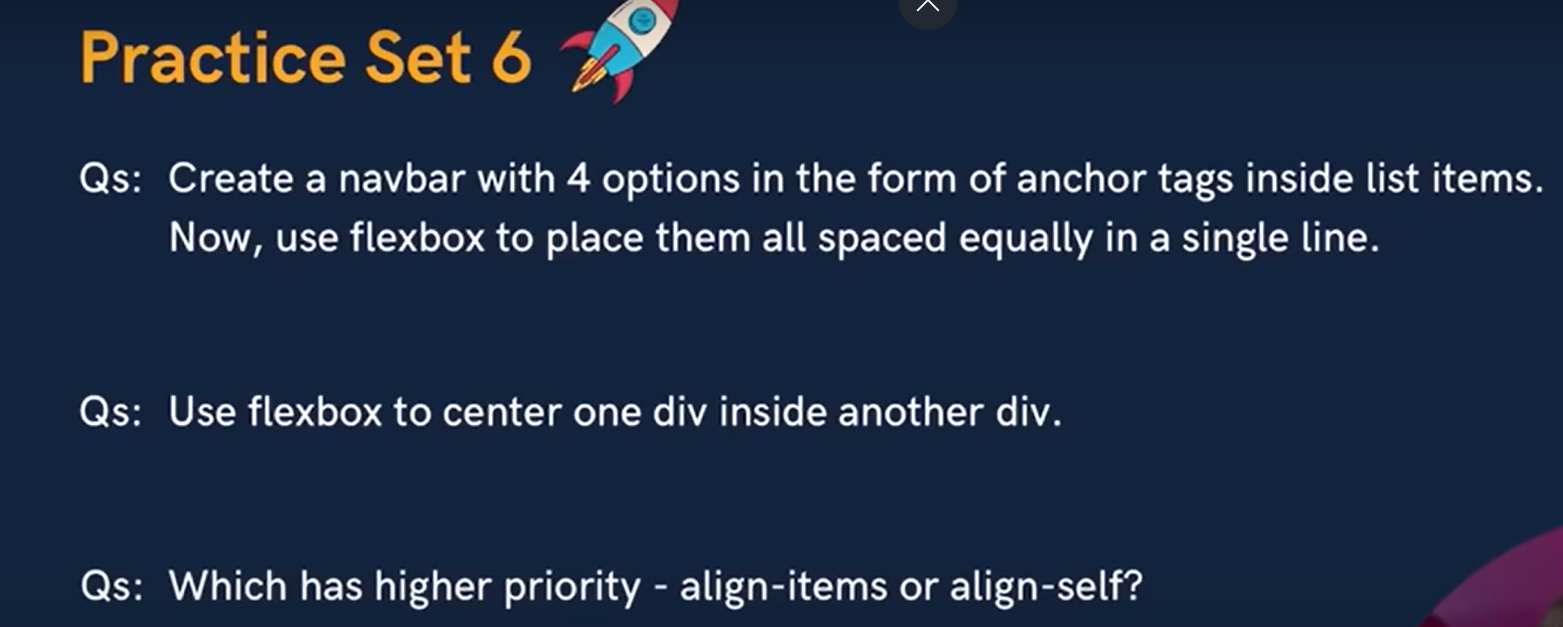 Practice Set 6
Qs: Create a navbar with 4 options in the form of anchor tags inside list items.
Now, use flexbox to place them all spaced equally in a single line.
Qs: Use flexbox to center one div inside another div.
Qs: Which has higher priority - align-items or align-self?